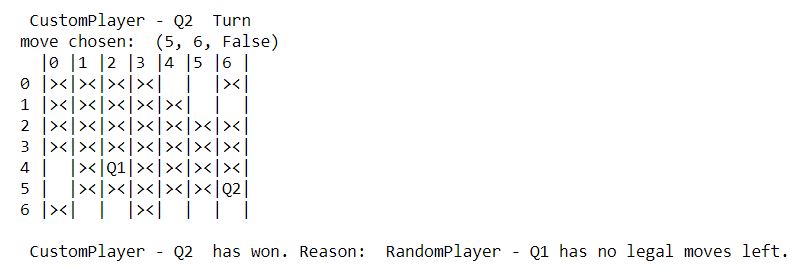 CustomPlayer - Q2  Turn
move chosen:  (5, 6, False)
  |0 |1 |2 |3 |4 |5 |6 |
0 |><|><|><|><|  |  |><|
1 |><|><|><|><|><|  |  |
2 |><|><|><|><|><|><|><|
3 |><|><|><|><|><|><|><|
4 |  |><|Q1|><|><|><|><|
5 |  |><|><|><|><|><|Q2|
6 |><|  |  |><|  |  |  |
CustomPlayer - Q2  has won. Reason:  RandomPlayer - Q1 has no legal moves left.